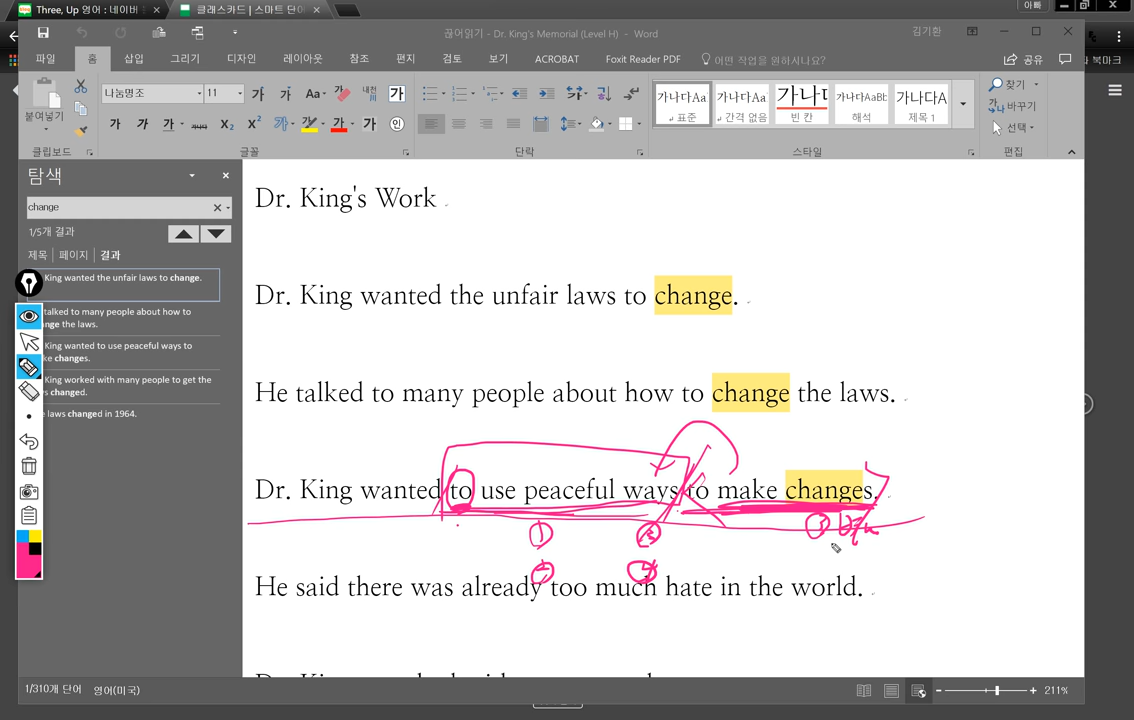 Three, Up 영어 : 네이버
클래스카드 | 스마트 단어
아빠
북마크
끊어읽기 - Dr. King's Memorial (Level H) - Word
김기환
파일 홈 삽입 그리기 디자인 레이아웃 참조 편지 검토 보기 ACROBAT Foxit Reader PDF 어떤 작업을 원하시나요? 공유
붙여넣기
나눔명조 11
가나다Aa 가나다Aa 가나다 가나다AaBb 가나다A
표준 간격 없음 빈 칸 해석 제목 1
찾기
바꾸기
선택
클립보드 글꼴 단락 스타일 편집
탐색
change
1/5개 결과
제목 페이지 결과
King wanted the unfair laws to change.
talked to many people about how to
ange the laws.
King wanted to use peaceful ways to
ke changes.
King worked with many people to get the
s changed.
e laws changed in 1964.
Dr. King's Work
Dr. King wanted the unfair laws to change.
He talked to many people about how to change the laws.
Dr. King wanted to use peaceful ways to make changes.
① ③
② ④
He said there was already too much hate in the world.
1/310개 단어 영어(미국)
211%